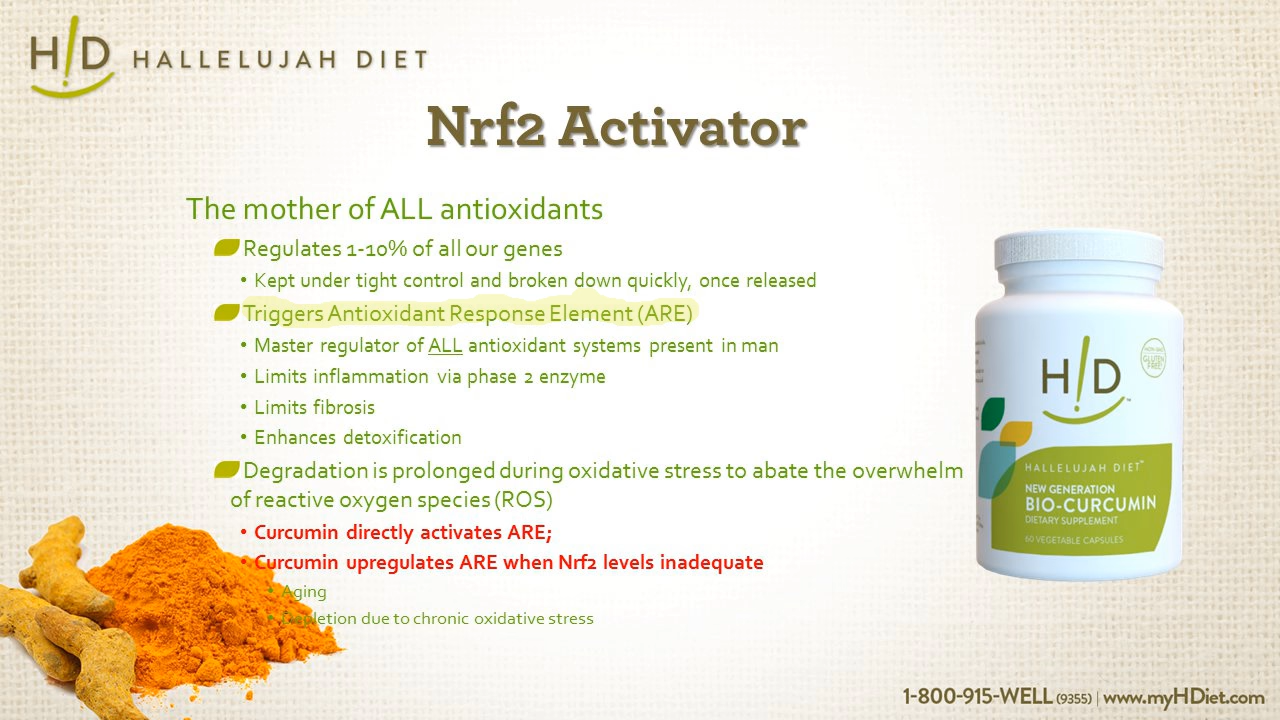 H!D HALLELUJAH DIET
Nrf2 Activator
The mother of ALL antioxidants
Regulates 1-10% of all our genes
• Kept under tight control and broken down quickly, once released
Triggers Antioxidant Response Element (ARE)
• Master regulator of ALL antioxidant systems present in man
• Limits inflammation via phase 2 enzyme
• Limits fibrosis
• Enhances detoxification
Degradation is prolonged during oxidative stress to abate the overwhelm
of reactive oxygen species (ROS)
• Curcumin directly activates ARE;
• Curcumin upregulates ARE when Nrf2 levels inadequate
• Aging
• Depletion due to chronic oxidative stress
H!D
GLUTEN
FREE!
HALLELUJAH DIET™
NEW GENERATION
BIO-CURCUMIN
DIETARY SUPPLEMENT
60 VEGETABLE CAPSULES
1-800-915-WELL (9355) | www.myHDiet.com